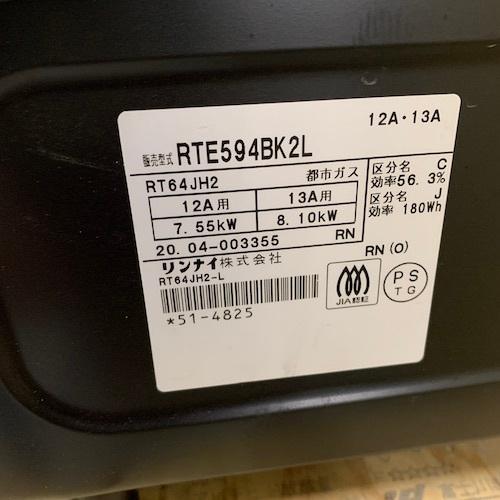 12A・13A
販売型式 RTE594BK2L
RT64JH2 都市ガス
12A用 13A用
7.55kW 8.10kW
区分名 C
効率56.3%
区分名 J
効率 180Wh
20.04-003355 RN
リンナイ株式会社 RN(O)
RT64JH2-L
JIA認証
PS
TG
*51-4825